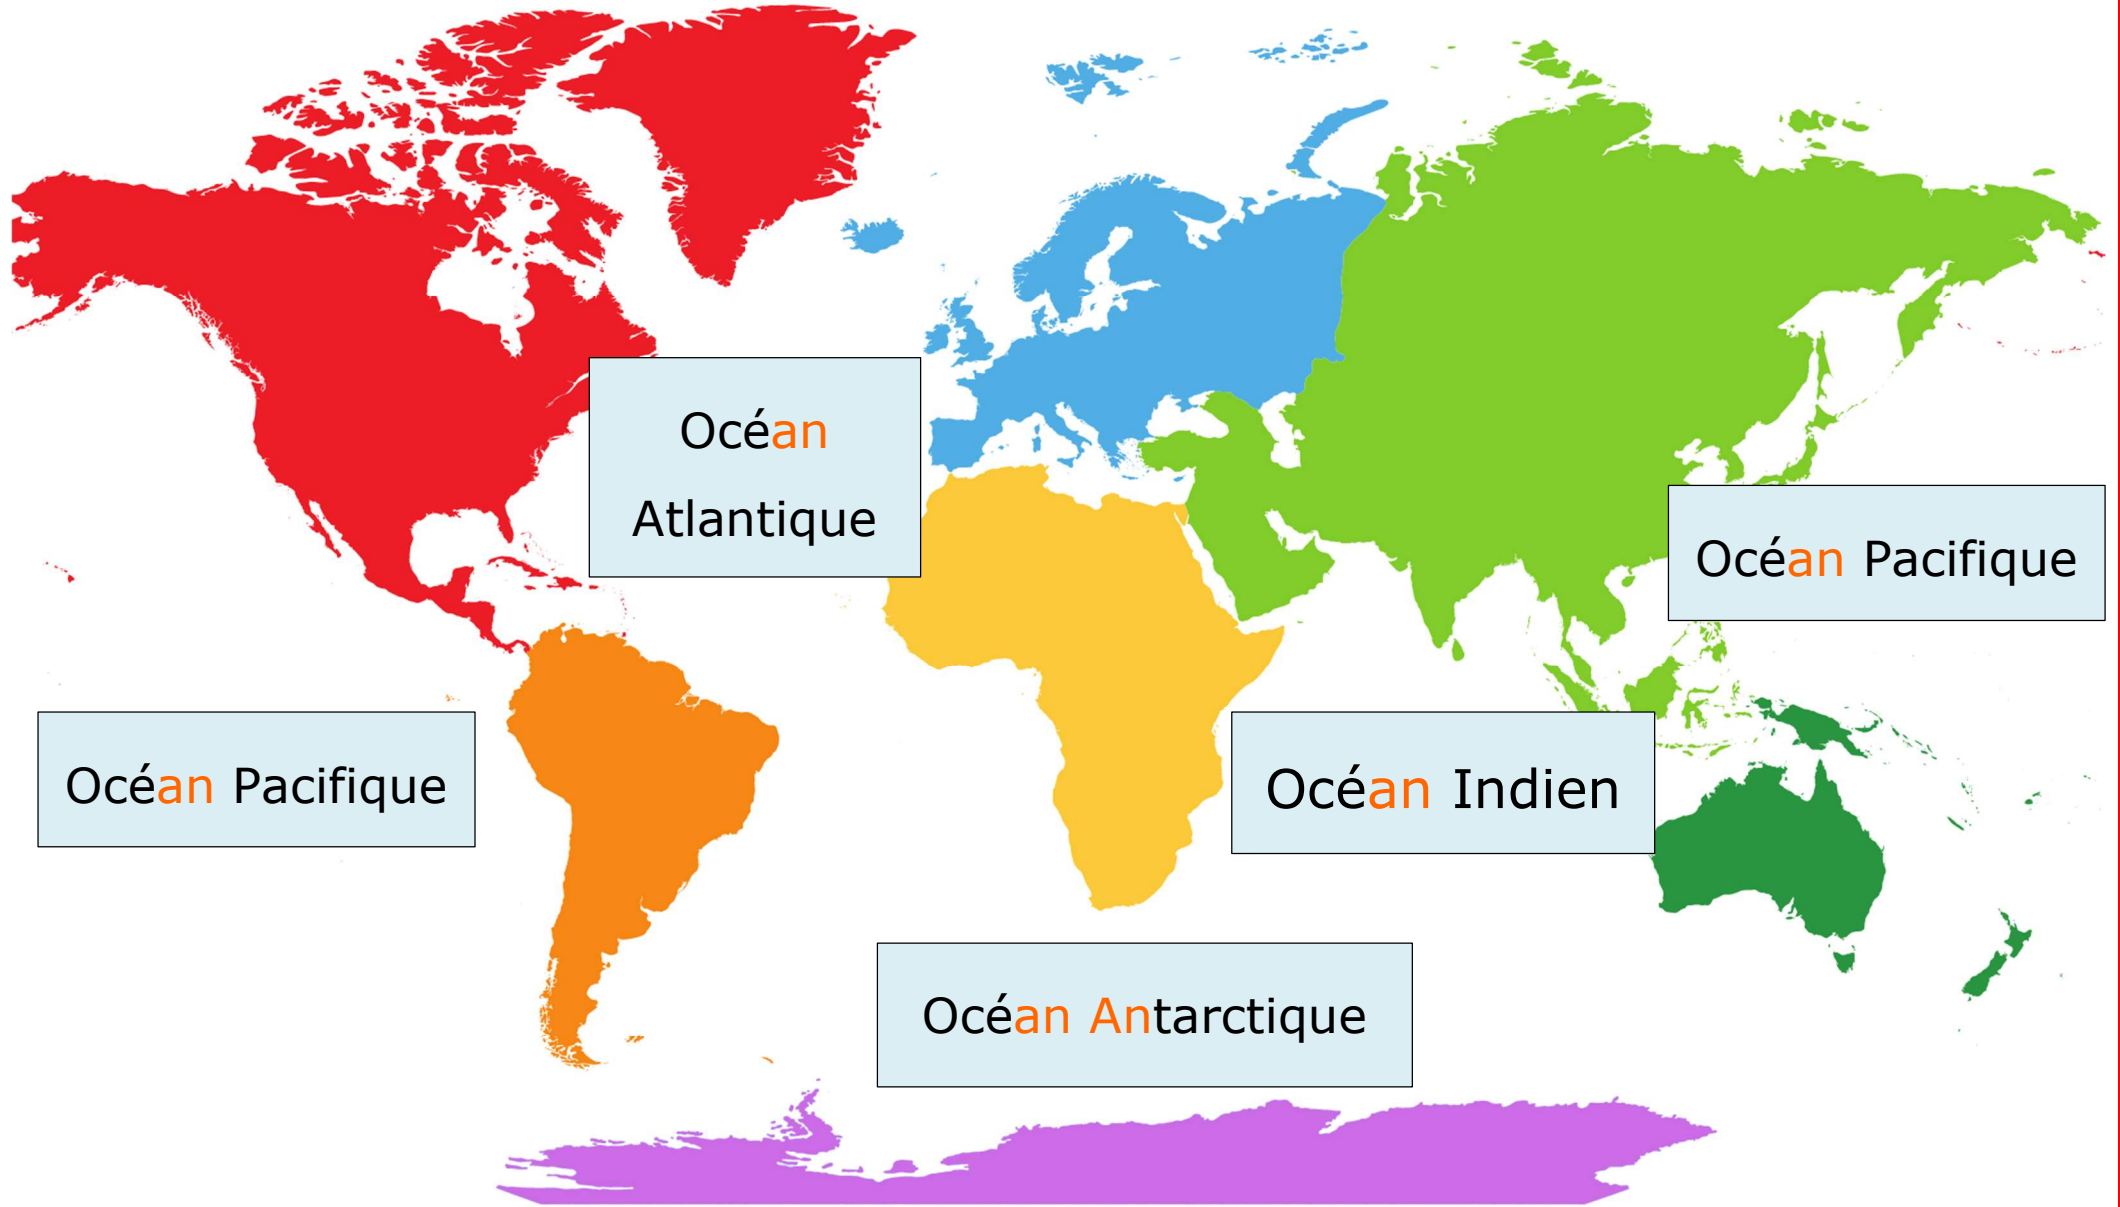 Océan
Atlantique
Océan Pacifique
Océan Pacifique
Océan Indien
Océan Antarctique